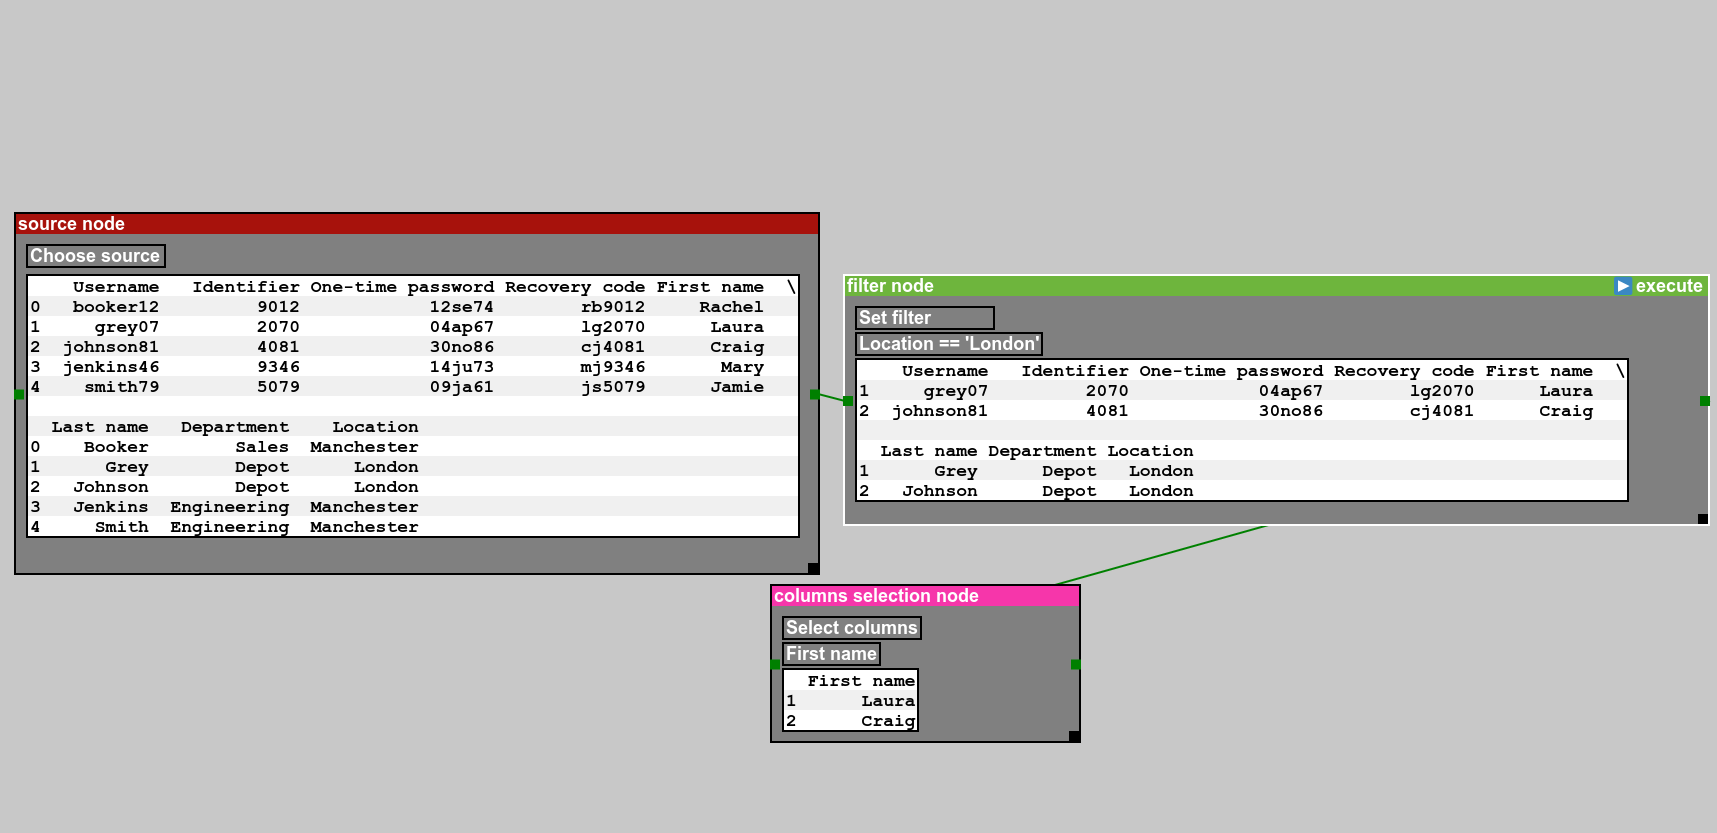 source node
Choose source
Username Identifier One-time password Recovery code First name \
0 booker12 9012 12se74 rb9012 Rachel
1 grey07 2070 04ap67 lg2070 Laura
2 johnson81 4081 30no86 cj4081 Craig
3 jenkins46 9346 14ju73 mj9346 Mary
4 smith79 5079 09ja61 js5079 Jamie
Last name Department Location
0 Booker Sales Manchester
1 Grey Depot London
2 Johnson Depot London
3 Jenkins Engineering Manchester
4 Smith Engineering Manchester
filter node
execute
Set filter
Location == 'London'
Username Identifier One-time password Recovery code First name \
1 grey07 2070 04ap67 lg2070 Laura
2 johnson81 4081 30no86 cj4081 Craig
Last name Department Location
1 Grey Depot London
2 Johnson Depot London
columns selection node
Select columns
First name
First name
1 Laura
2 Craig